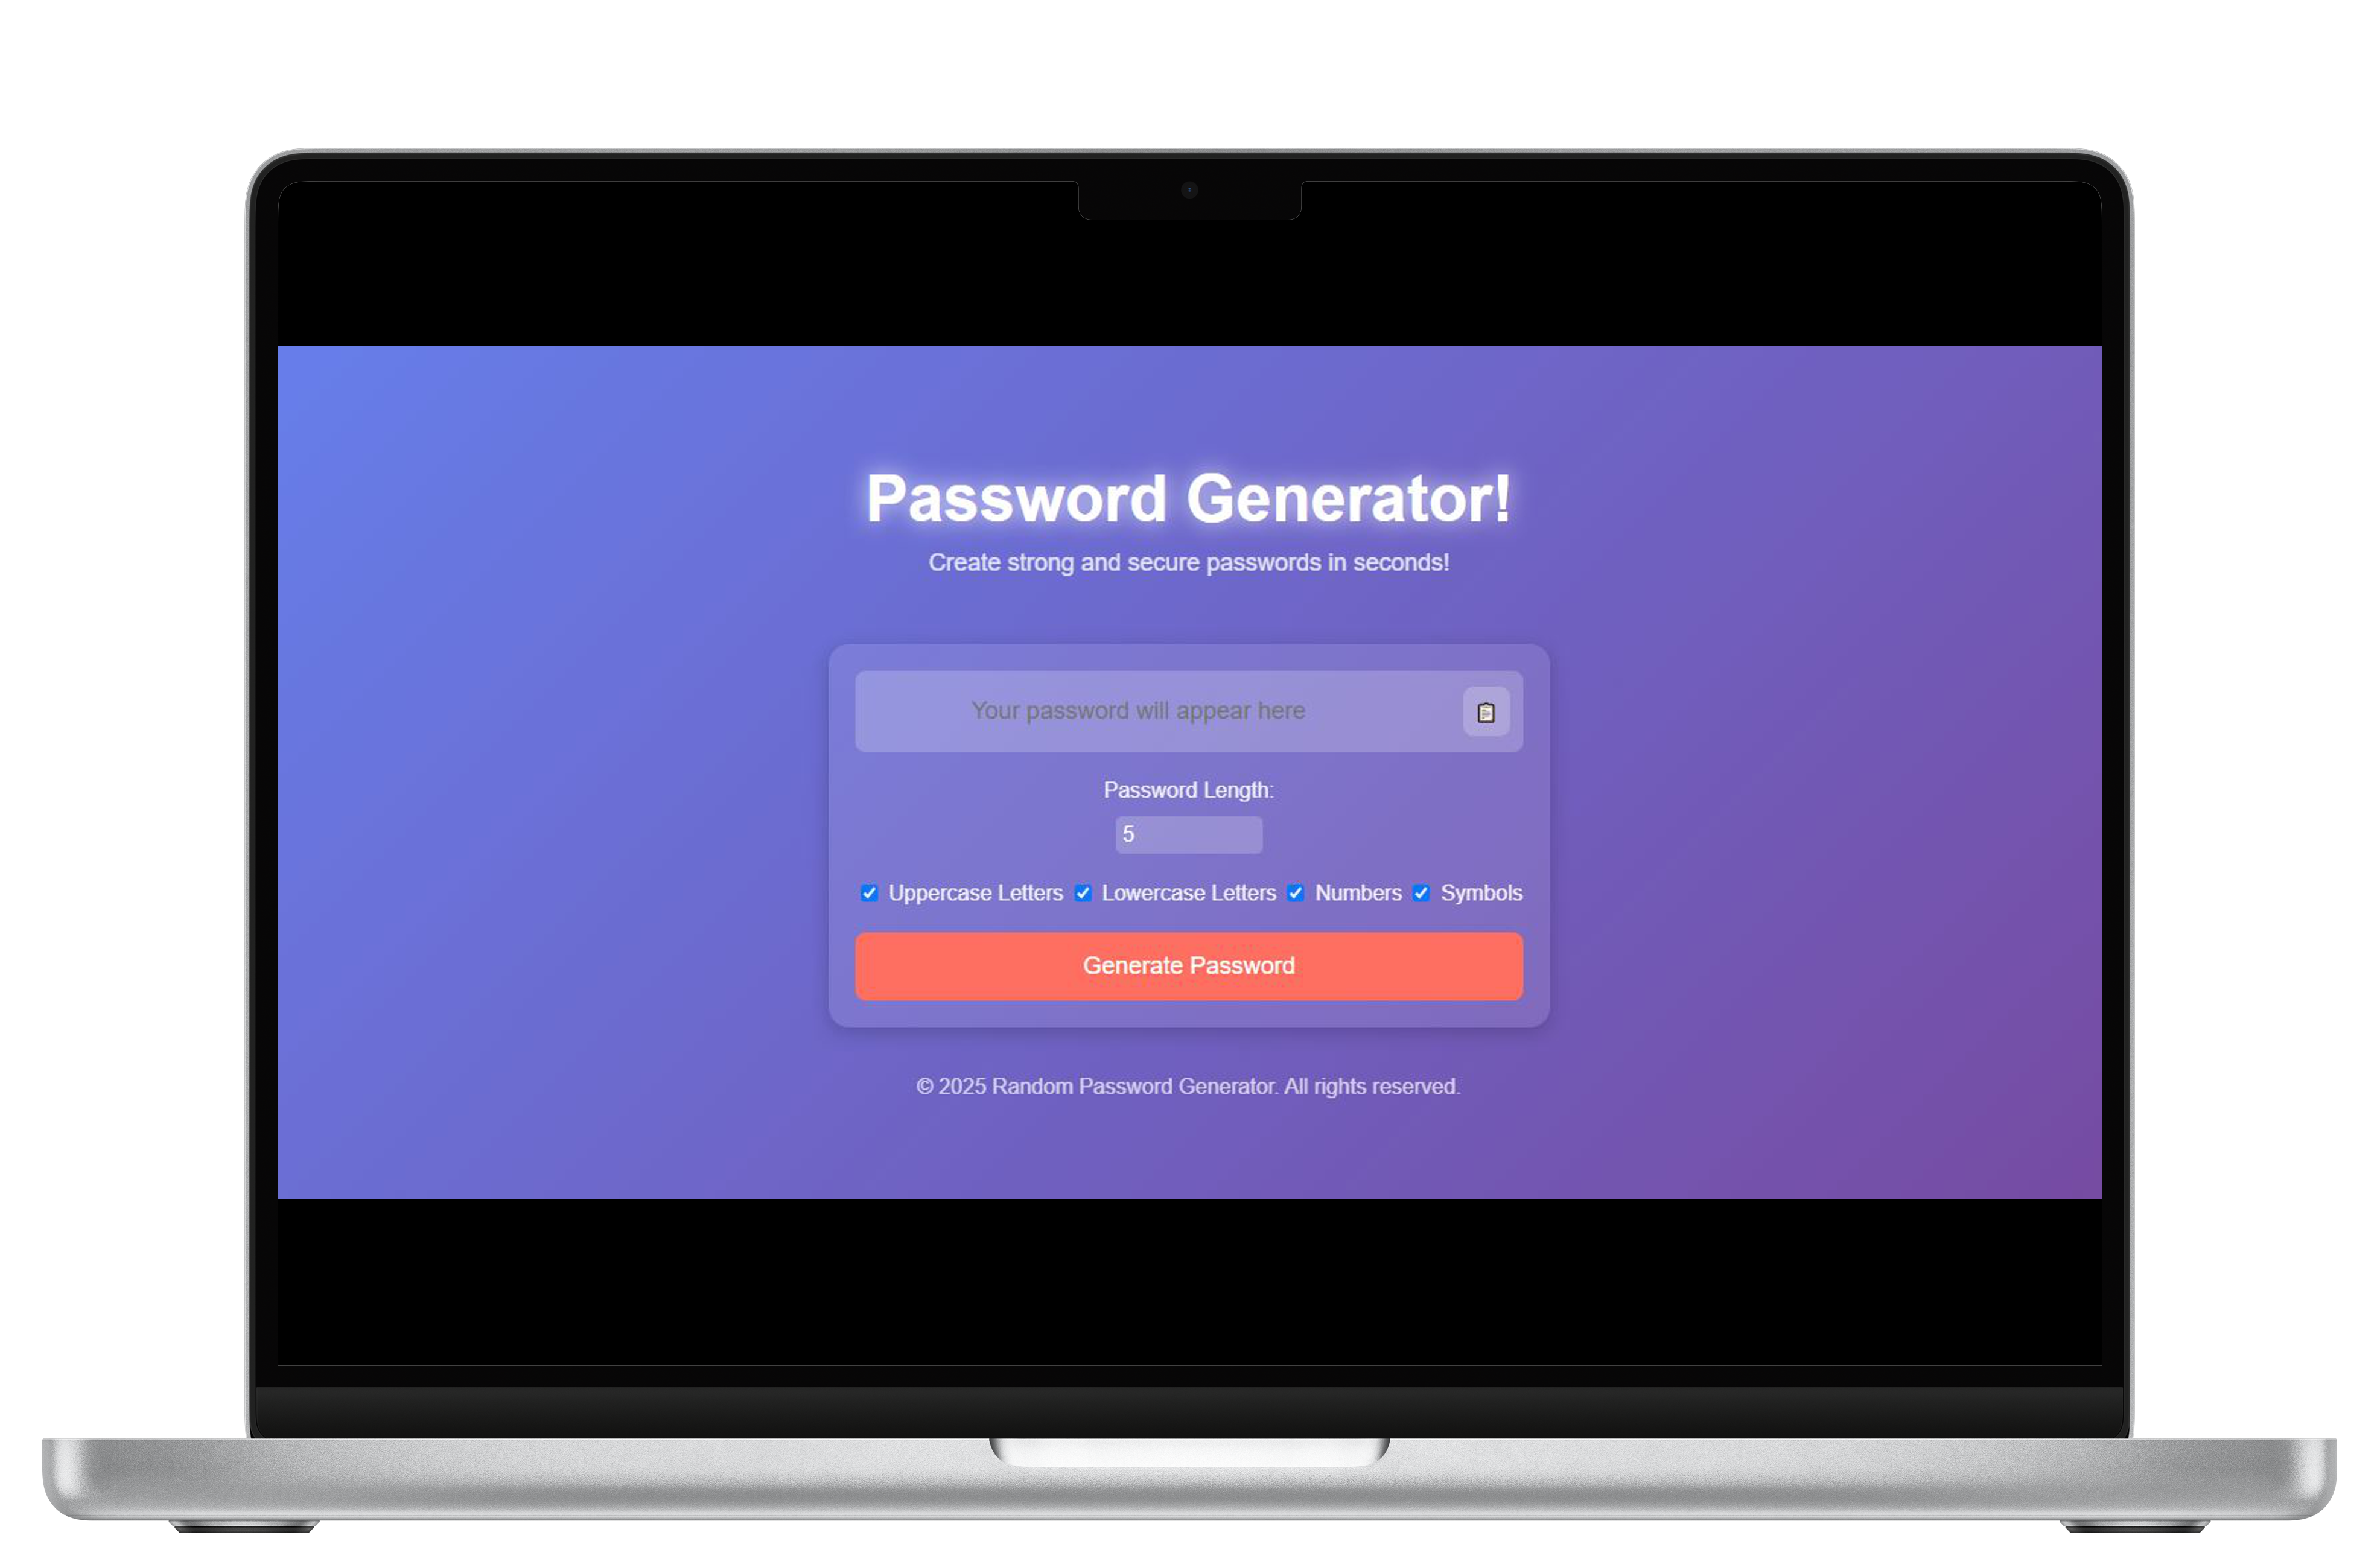 Password Generator!
Create strong and secure passwords in seconds!
Your password will appear here
Password Length:
5
Uppercase Letters Lowercase Letters Numbers Symbols
Generate Password
© 2025 Random Password Generator. All rights reserved.